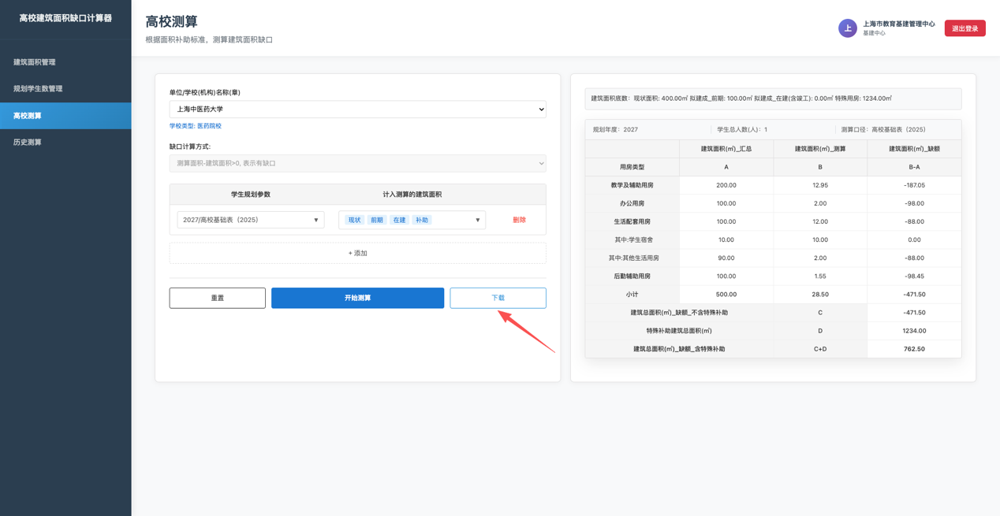 高校建筑面积缺口计算器
建筑面积管理
规划学生数管理
高校测算
历史测算
高校测算
根据面积补助标准，测算建筑面积缺口
上
上海市教育基建管理中心
基建中心
退出登录
单位/学校(机构)名称(章)
上海中医药大学
学校类型: 医药院校
缺口计算方式:
测算面积-建筑面积>0, 表示有缺口
学生规划参数 计入测算的建筑面积
2027/高校基础表（2025） ▼ 现状 前期 在建 补助 ▼ 删除
+ 添加
重置 开始测算 下载
建筑面积底数：现状面积: 400.00㎡ 拟建成_前期: 100.00㎡ 拟建成_在建(含竣工): 0.00㎡ 特殊用房: 1234.00㎡
规划年度：2027 学生总人数(人)：1 测算口径：高校基础表（2025）
建筑面积(㎡)_汇总 建筑面积(㎡)_测算 建筑面积(㎡)_缺额
用房类型 A B B-A
教学及辅助用房 200.00 12.95 -187.05
办公用房 100.00 2.00 -98.00
生活配套用房 100.00 12.00 -88.00
其中:学生宿舍 10.00 10.00 0.00
其中:其他生活用房 90.00 2.00 -88.00
后勤辅助用房 100.00 1.55 -98.45
小计 500.00 28.50 -471.50
建筑总面积(㎡)_缺额_不含特殊补助 C -471.50
特殊补助建筑总面积(㎡) D 1234.00
建筑总面积(㎡)_缺额_含特殊补助 C+D 762.50